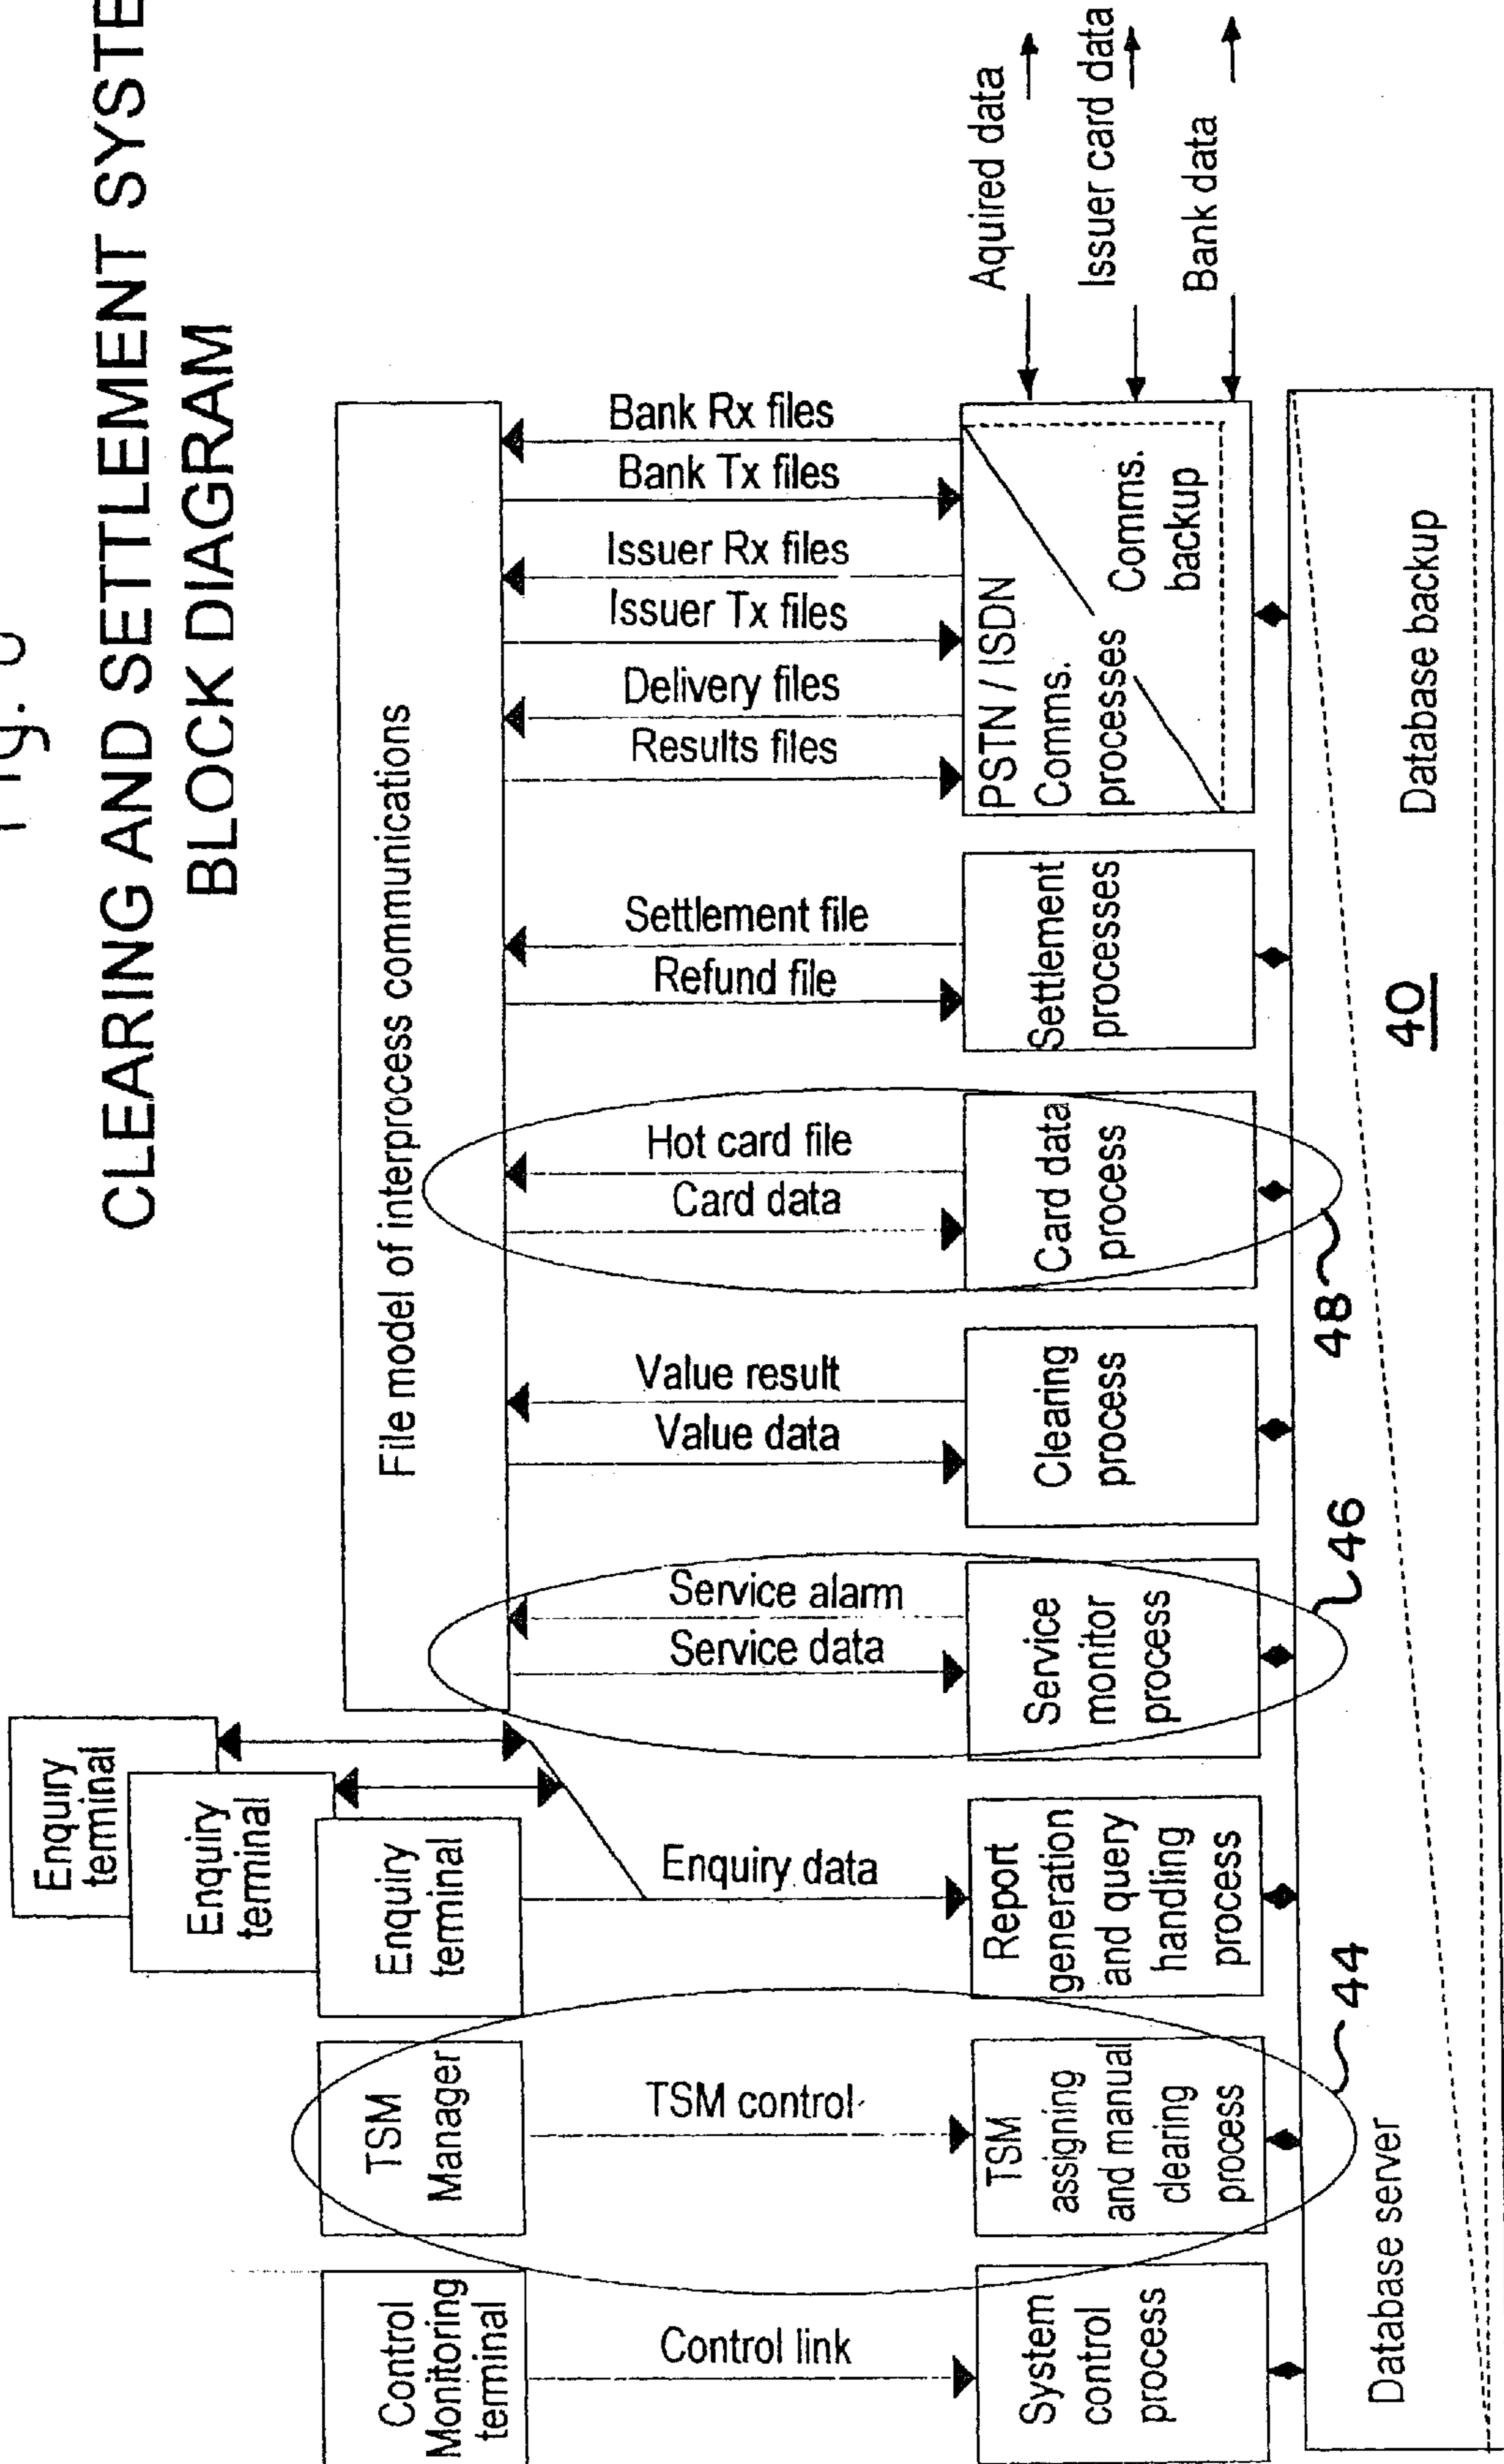 CLEARING AND SETTLEMENT SYSTE
BLOCK DIAGRAM
Enquiry
terminal
Enquiry
terminal
Control
Monitoring
terminal
TSM
Manager
Enquiry
terminal
File model of interprocess communications
Control link
TSM control
Enquiry data
Service alarm
Service data
Value result
Value data
Hot card file
Card data
Settlement file
Refund file
Delivery files
Results files
Issuer Rx files
Issuer Tx files
Bank Rx files
Bank Tx files
System
control
process
TSM
assigning
and manual
clearing
process
Report
generation
and query
handling
process
Service
monitor
process
Clearing
process
Card data
process
Settlement
processes
PSTN / ISDN
Comms.
processes
Comms.
backup
Aquired data
Issuer card data
Bank data
44
46
48
Database server
40
Database backup